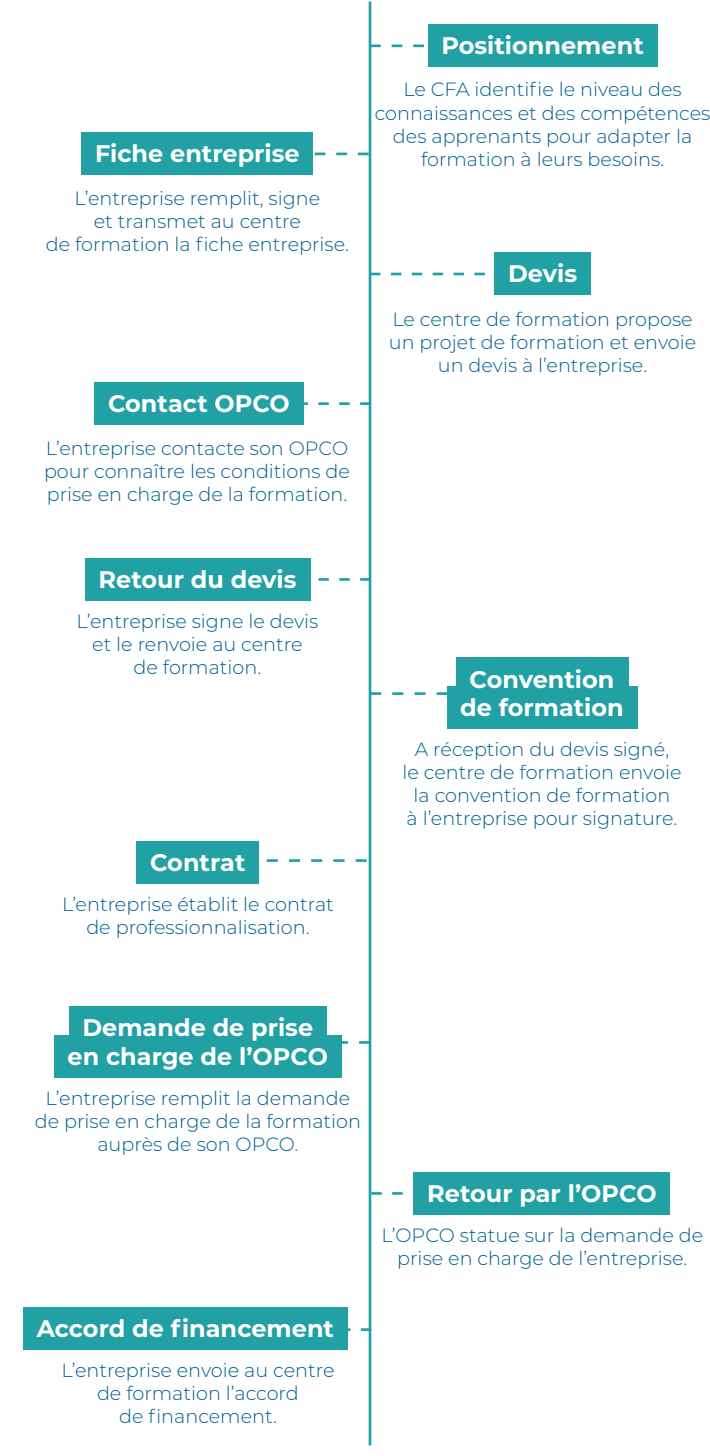 Positionnement
Le CFA identifie le niveau des
connaissances et des compétences
des apprenants pour adapter la
formation à leurs besoins.
Fiche entreprise
L’entreprise remplit, signe
et transmet au centre
de formation la fiche entreprise.
Devis
Le centre de formation propose
un projet de formation et envoie
un devis à l’entreprise.
Contact OPCO
L’entreprise contacte son OPCO
pour connaître les conditions de
prise en charge de la formation.
Retour du devis
L’entreprise signe le devis
et le renvoie au centre
de formation.
Convention
de formation
A réception du devis signé,
le centre de formation envoie
la convention de formation
à l’entreprise pour signature.
Contrat
L’entreprise établit le contrat
de professionnalisation.
Demande de prise
en charge de l’OPCO
L’entreprise remplit la demande
de prise en charge de la formation
auprès de son OPCO.
Retour par l’OPCO
L’OPCO statue sur la demande de
prise en charge de l’entreprise.
Accord de financement
L’entreprise envoie au centre
de formation l’accord
de financement.